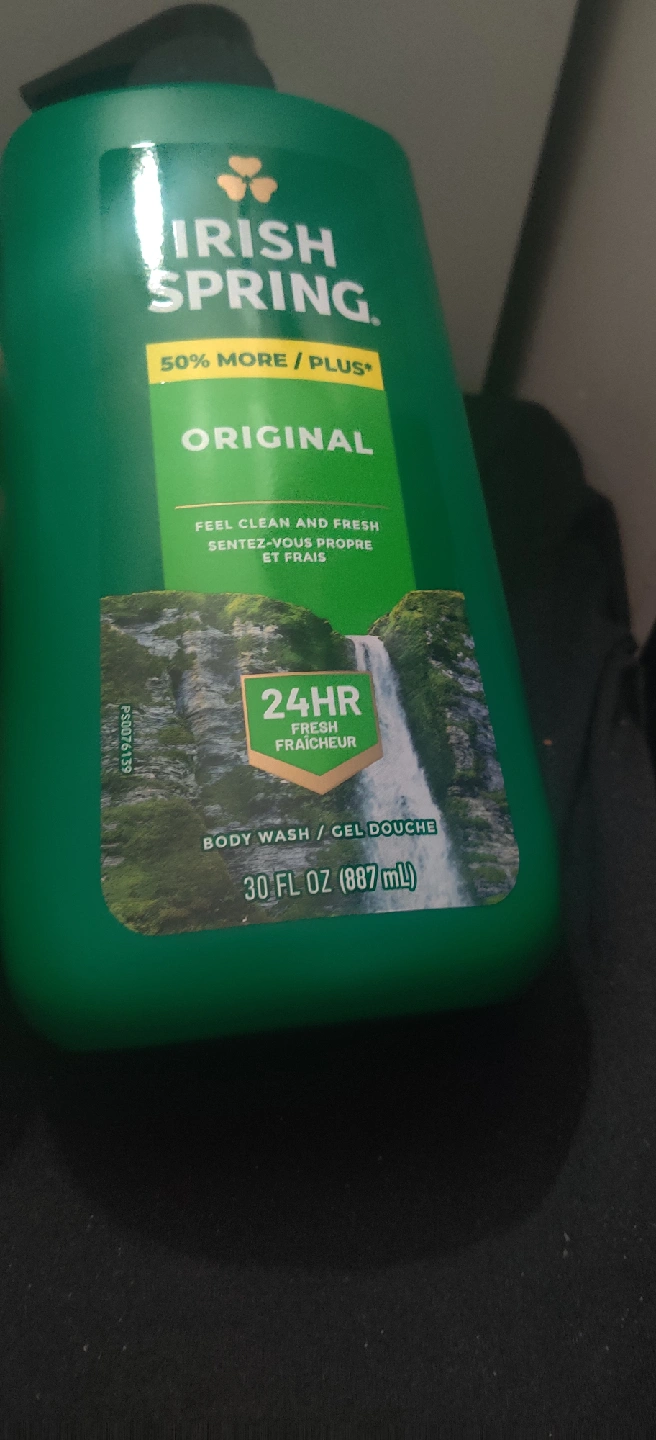 IRISH
SPRING®
50% MORE / PLUS*
ORIGINAL
FEEL CLEAN AND FRESH
SENTEZ-VOUS PROPRE
ET FRAIS
24HR
FRESH
FRAÎCHEUR
PS0076139
BODY WASH / GEL DOUCHE
30 FL OZ (887 mL)